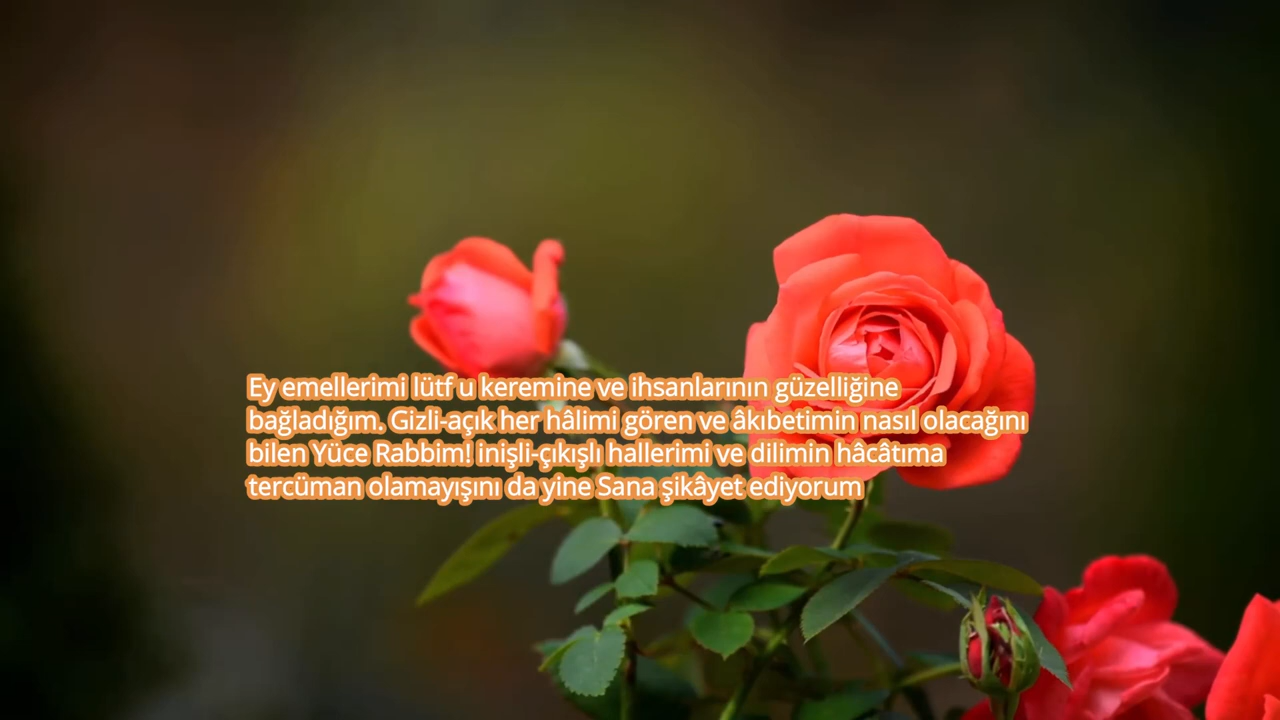 Ey emellerimi lütf u keremine ve ihsanlarının güzelliğine
bağladığım. Gizli-açık her hâlimi gören ve âkıbetimin nasıl olacağını
bilen Yüce Rabbim! inişli-çıkışlı hallerimi ve dilimin hâcâtıma
tercüman olamayışını da yine Sana şikâyet ediyorum